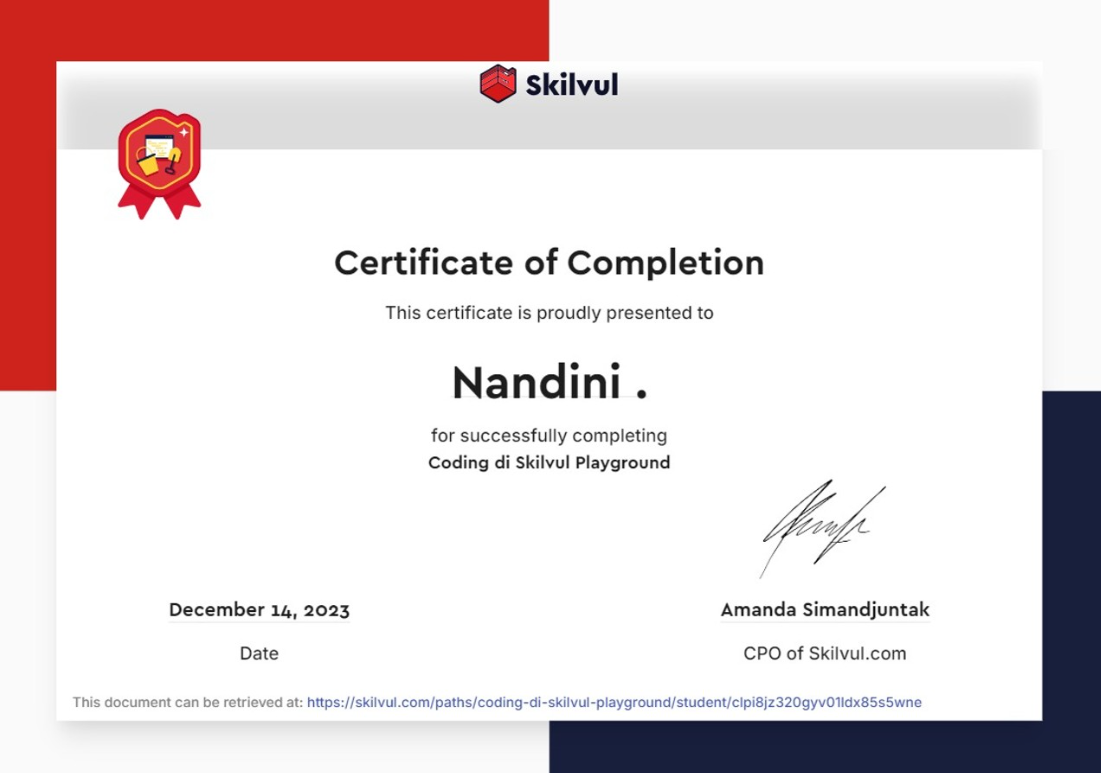 Skilvul
Certificate of Completion
This certificate is proudly presented to
Nandini .
for successfully completing
Coding di Skilvul Playground
December 14, 2023
Date
Amanda Simandjuntak
CPO of Skilvul.com
This document can be retrieved at: https://skilvul.com/paths/coding-di-skilvul-playground/student/clpi8jz320gyv01ldx85s5wne